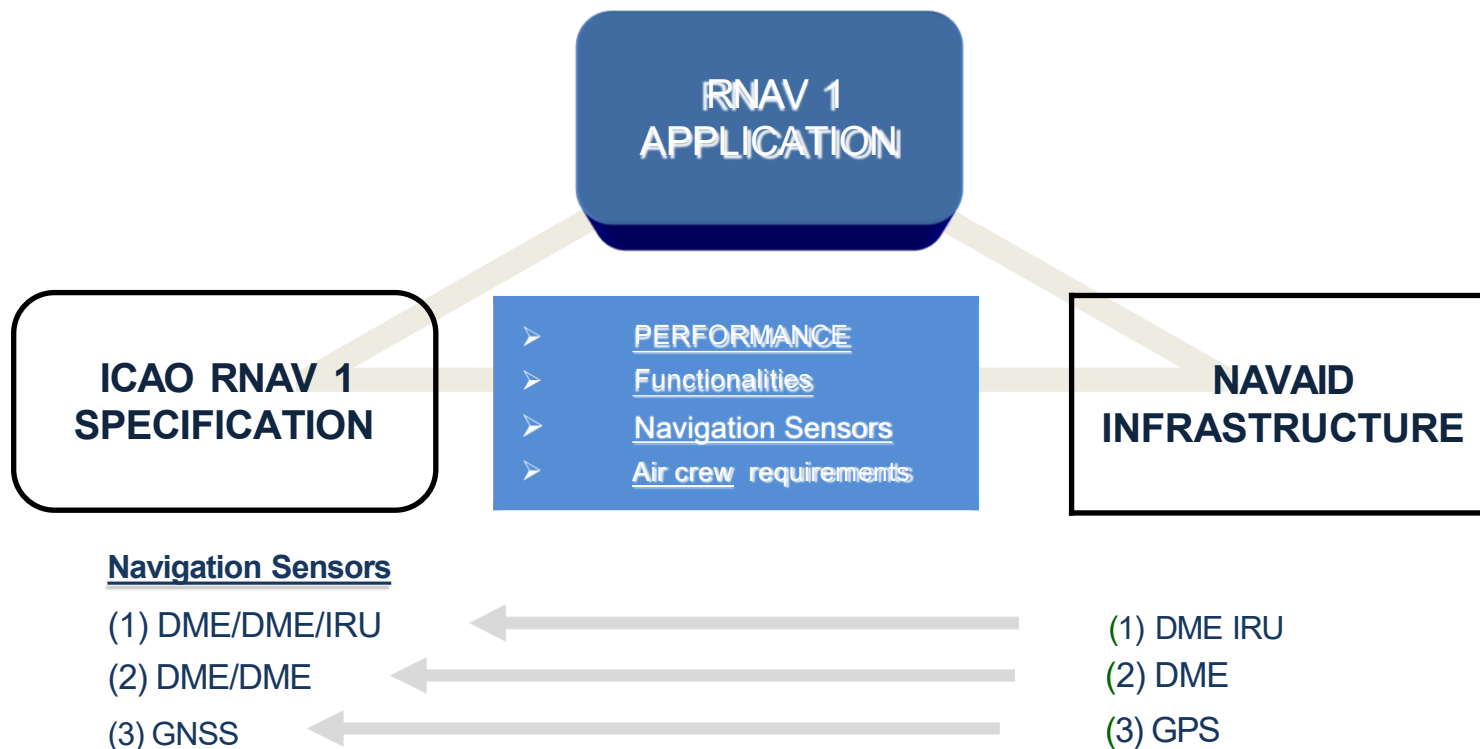 RNAV 1
APPLICATION
ICAO RNAV 1
SPECIFICATION
➢ PERFORMANCE
➢ Functionalities
➢ Navigation Sensors
➢ Air crew requirements
NAVAID
INFRASTRUCTURE
Navigation Sensors
(1) DME/DME/IRU
(1) DME IRU
(2) DME/DME
(2) DME
(3) GNSS
(3) GPS